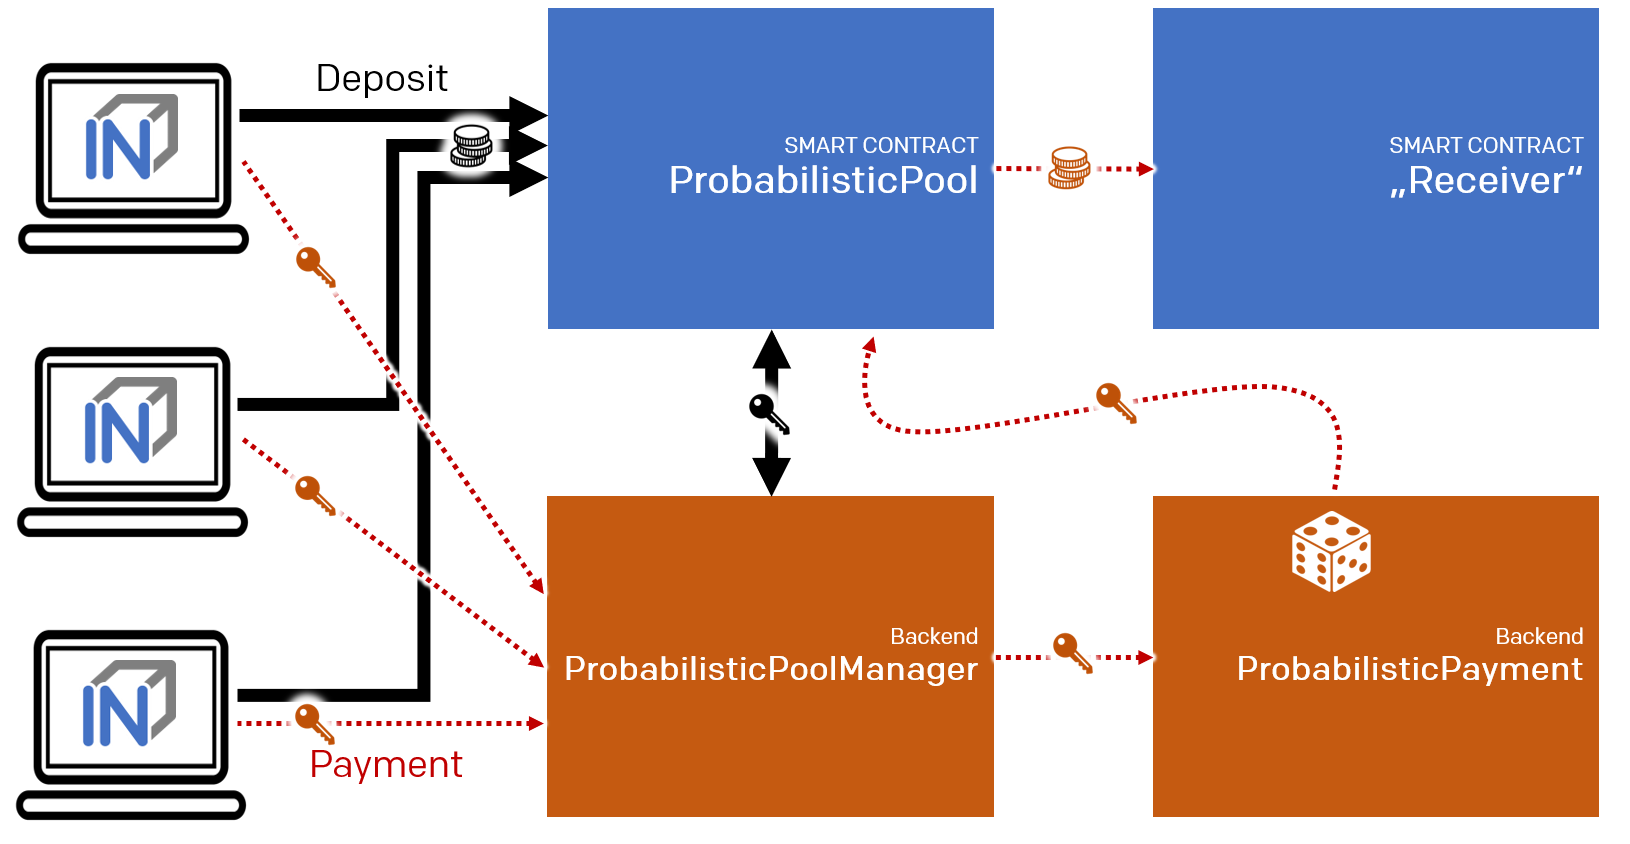 Deposit
SMART CONTRACT
ProbabilisticPool
SMART CONTRACT
„Receiver“
IN
IN
IN
Backend
ProbabilisticPoolManager
Backend
ProbabilisticPayment
Payment